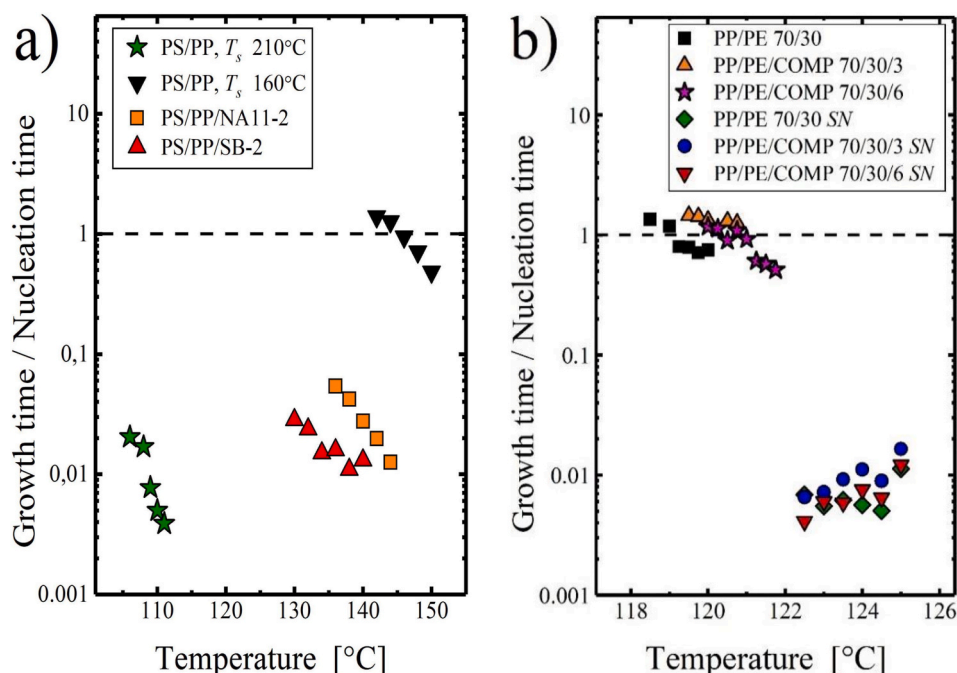 a)
PS/PP, Ts 210°C
PS/PP, Ts 160°C
PS/PP/NA11-2
PS/PP/SB-2
Growth time / Nucleation time
10
1
0,1
0,01
0.001
110
120
130
140
150
Temperature [°C]
b)
PP/PE 70/30
PP/PE/COMP 70/30/3
PP/PE/COMP 70/30/6
PP/PE 70/30 SN
PP/PE/COMP 70/30/3 SN
PP/PE/COMP 70/30/6 SN
Growth time / Nucleation time
10
1
0.1
0.01
0.001
118
120
122
124
126
Temperature [°C]